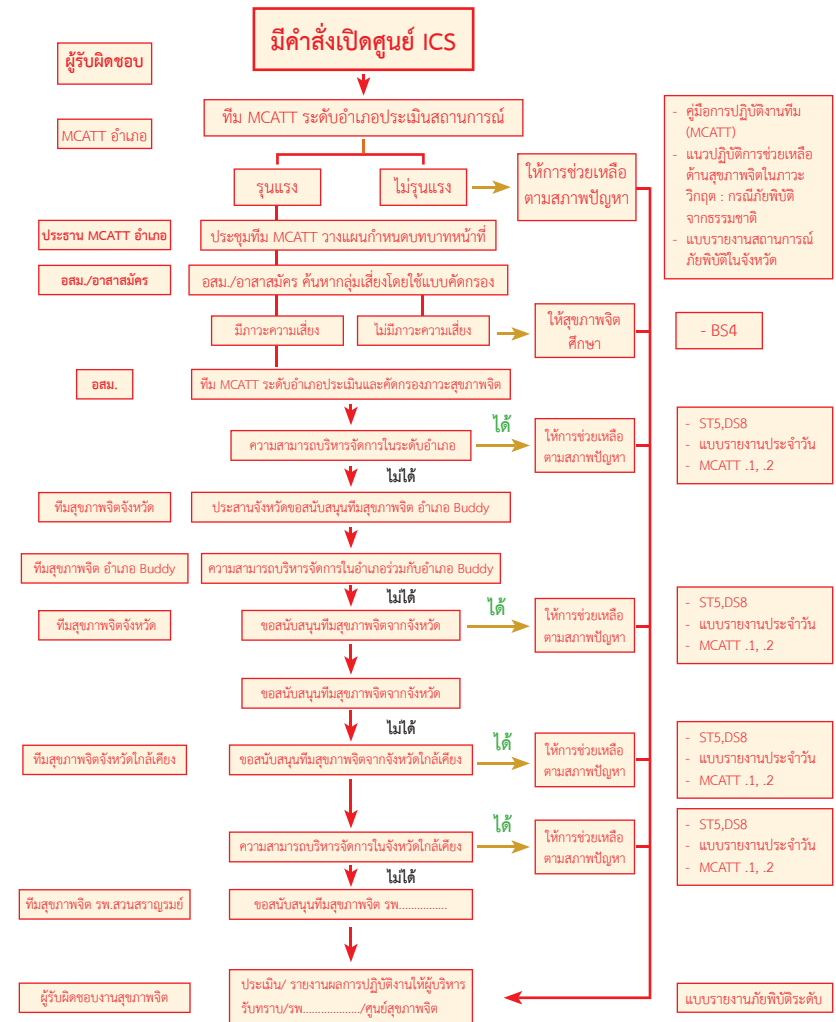 มีคำสั่งเปิดศูนย์ ICS
ผู้รับผิดชอบ
MCATT อำเภอ
ทีม MCATT ระดับอำเภอประเมินสถานการณ์
- คู่มือการปฏิบัติงานทีม
(MCATT)
- แนวปฏิบัติการช่วยเหลือ
ด้านสุขภาพจิตในภาวะ
วิกฤต : กรณีภัยพิบัติ
จากธรรมชาติ
- แบบรายงานสถานการณ์
ภัยพิบัติในจังหวัด
รุนแรง
ไม่รุนแรง
ให้การช่วยเหลือ
ตามสภาพปัญหา
ประธาน MCATT อำเภอ
ประชุมทีม MCATT วางแผนกำหนดบทบาทหน้าที่
อสม./อาสาสมัคร
อสม./อาสาสมัคร ค้นหากลุ่มเสี่ยงโดยใช้แบบคัดกรอง
มีภาวะความเสี่ยง
ไม่มีภาวะความเสี่ยง
ให้สุขภาพจิต
ศึกษา
- BS4
อสม.
ทีม MCATT ระดับอำเภอประเมินและคัดกรองภาวะสุขภาพจิต
ความสามารถบริหารจัดการในระดับอำเภอ
ได้
ให้การช่วยเหลือ
ตามสภาพปัญหา
- ST5,DS8
- แบบรายงานประจำวัน
- MCATT .1, .2
ไม่ได้
ทีมสุขภาพจิตจังหวัด
ประสานจังหวัดขอสนับสนุนทีมสุขภาพจิต อำเภอ Buddy
ทีมสุขภาพจิต อำเภอ Buddy
ความสามารถบริหารจัดการในอำเภอร่วมกับอำเภอ Buddy
ไม่ได้
ทีมสุขภาพจิตจังหวัด
ขอสนับสนุนทีมสุขภาพจิตจากจังหวัด
ได้
ให้การช่วยเหลือ
ตามสภาพปัญหา
- ST5,DS8
- แบบรายงานประจำวัน
- MCATT .1, .2
ขอสนับสนุนทีมสุขภาพจิตจากจังหวัด
ไม่ได้
ทีมสุขภาพจิตจังหวัดใกล้เคียง
ขอสนับสนุนทีมสุขภาพจิตจากจังหวัดใกล้เคียง
ได้
ให้การช่วยเหลือ
ตามสภาพปัญหา
- ST5,DS8
- แบบรายงานประจำวัน
- MCATT .1, .2
ความสามารถบริหารจัดการในจังหวัดใกล้เคียง
ได้
ให้การช่วยเหลือ
ตามสภาพปัญหา
- ST5,DS8
- แบบรายงานประจำวัน
- MCATT .1, .2
ไม่ได้
ทีมสุขภาพจิต รพ.สวนสราญรมย์
ขอสนับสนุนทีมสุขภาพจิต รพ................
ผู้รับผิดชอบงานสุขภาพจิต
ประเมิน/ รายงานผลการปฏิบัติงานให้ผู้บริหาร
รับทราบ/รพ.................../ศูนย์สุขภาพจิต
แบบรายงานภัยพิบัติระดับ